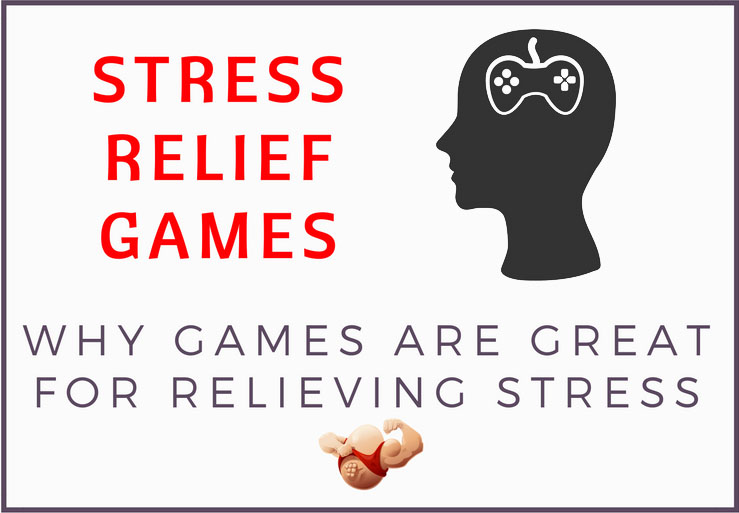 STRESS
RELIEF
GAMES
WHY GAMES ARE GREAT
FOR RELIEVING STRESS